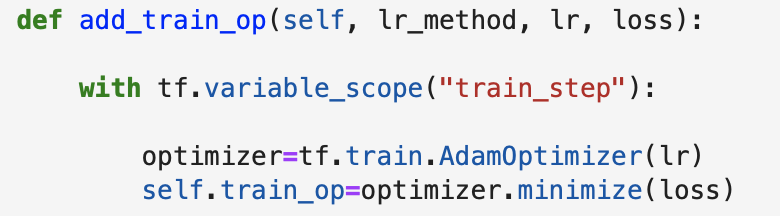 def add_train_op(self, lr_method, lr, loss):
with tf.variable_scope("train_step"):
optimizer=tf.train.AdamOptimizer(lr)
self.train_op=optimizer.minimize(loss)